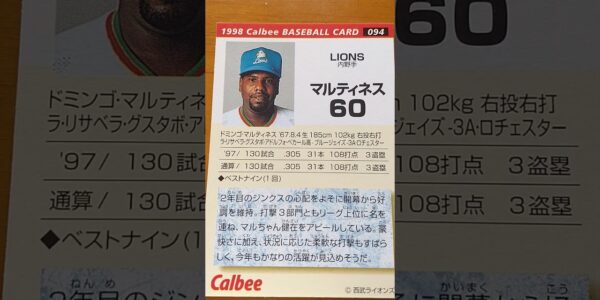 1998 Calbee BASEBALL CARD 094
Lions
LIONS
内野手
マルティネス
60
ドミンゴ・マルティネス '67.8.4生 185cm 102kg 右投右打
ラ・リサベラ・グスタボ・アドルフォ・ベカール高-ブルージェイズ-3A・ロチェスター
'97/ 130試合 .305 31本 108打点 3盗塁
通算/ 130試合 .305 31本 108打点 3盗塁
◆ベストナイン(1回)
2年目のジンクスの心配をよそに開幕から好
調を維持。打撃3部門ともリーグ上位に名を
連ね、マルちゃん健在をアピールしている。豪
快さに加え、状況に応じた柔軟な打撃もすばら
しく、今年もかなりの活躍が見込めそうだ。
Calbee
© 西武ライオンズ